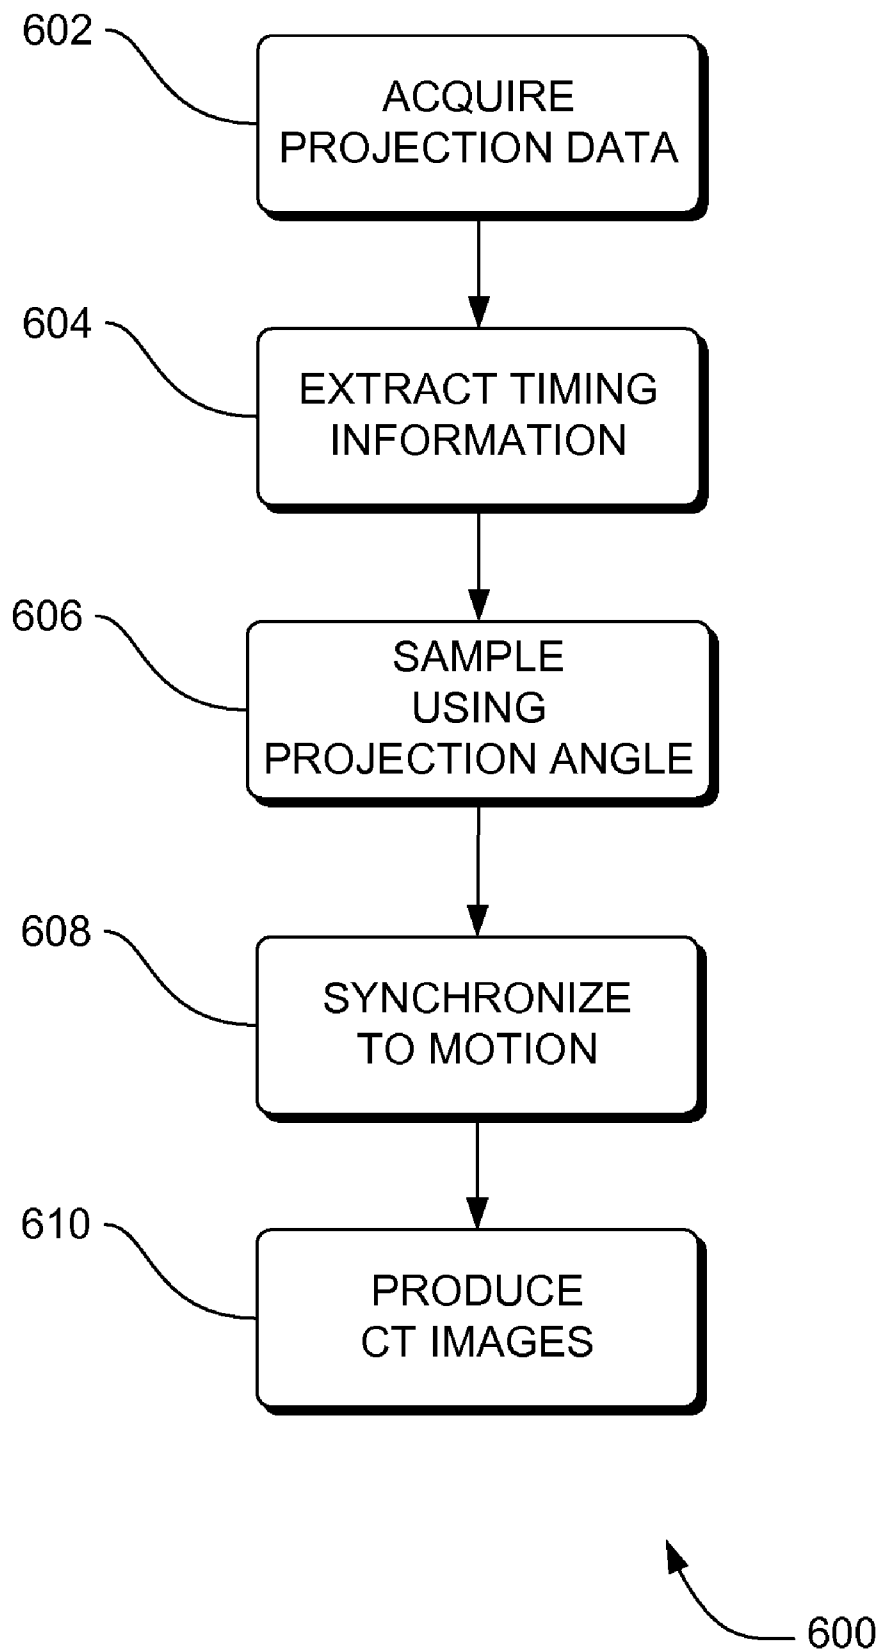 602
ACQUIRE
PROJECTION DATA
604
EXTRACT TIMING
INFORMATION
606
SAMPLE
USING
PROJECTION ANGLE
608
SYNCHRONIZE
TO MOTION
610
PRODUCE
CT IMAGES
600